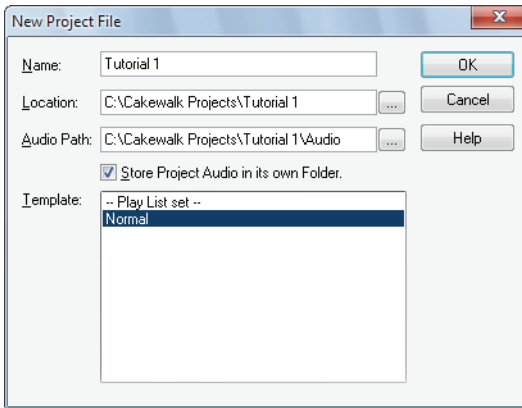 New Project File
Name: Tutorial 1
OK
Location: C:\Cakewalk Projects\Tutorial 1 ...
Cancel
Audio Path: C:\Cakewalk Projects\Tutorial 1\Audio ...
Help
Store Project Audio in its own Folder.
Template: -- Play List set --
Normal